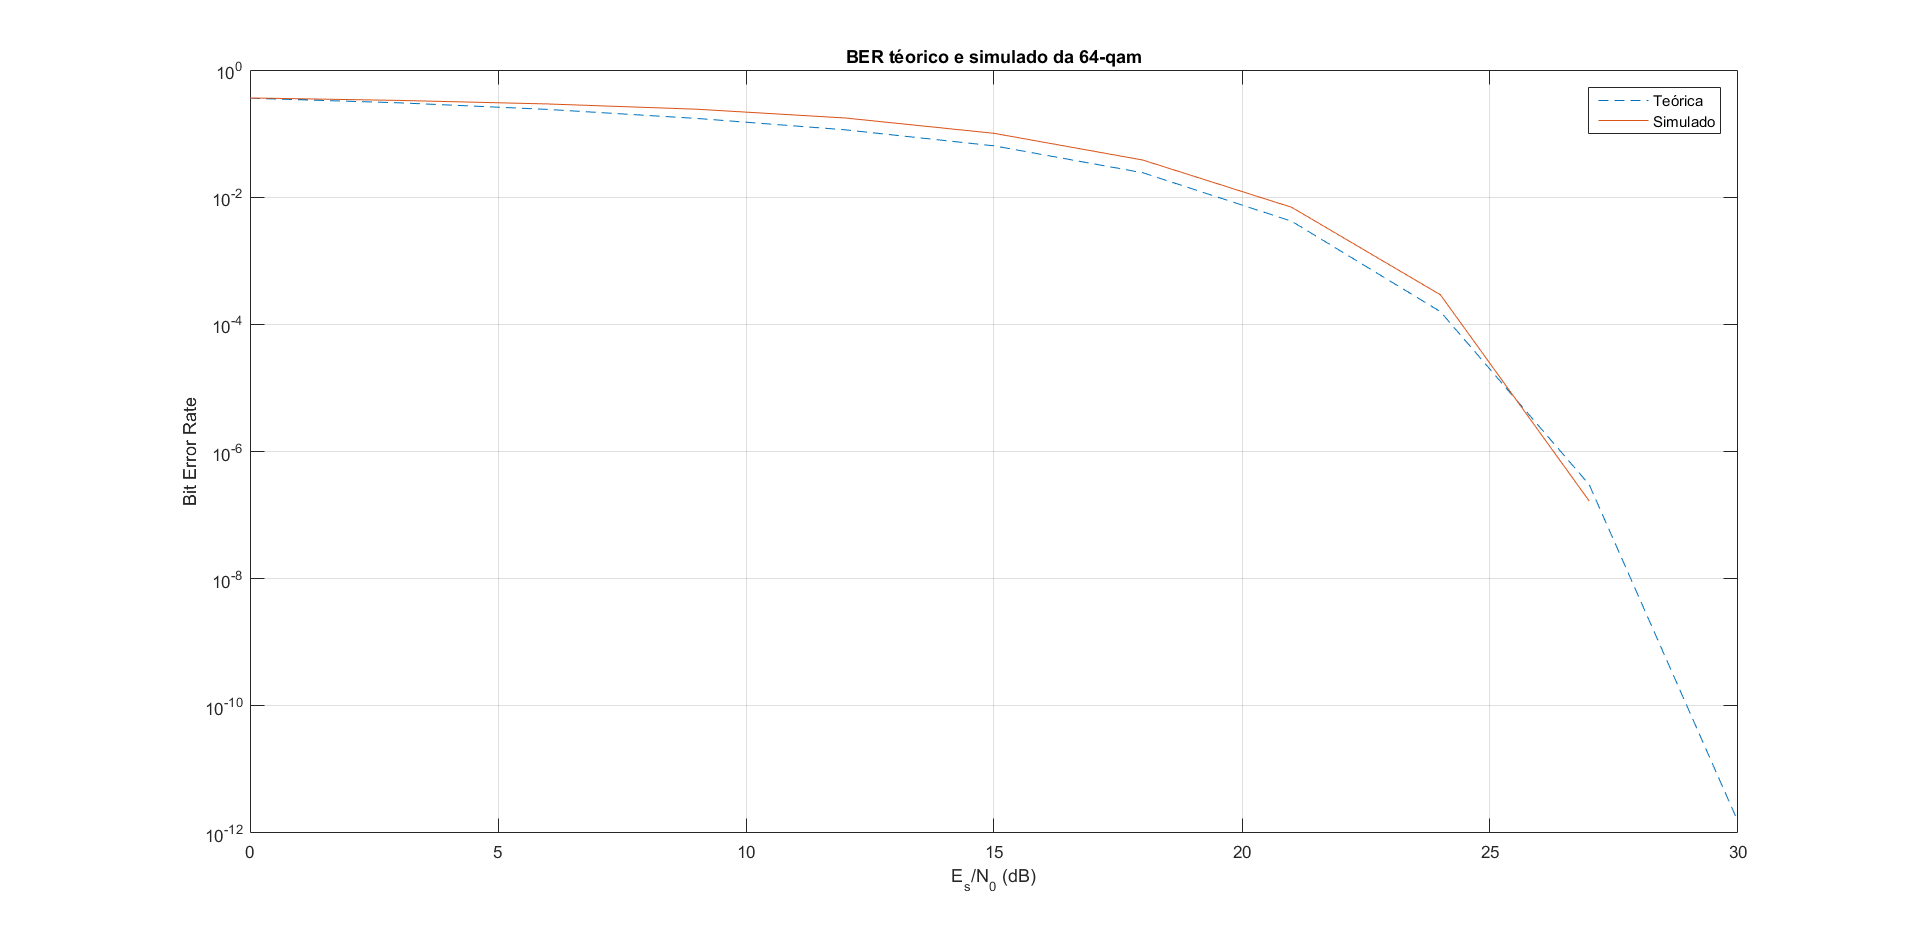 BER téorico e simulado da 64-qam
Teórica
Simulado
10^0
10^-2
10^-4
10^-6
10^-8
10^-10
10^-12
Bit Error Rate
0 5 10 15 20 25 30
E_s/N_0 (dB)